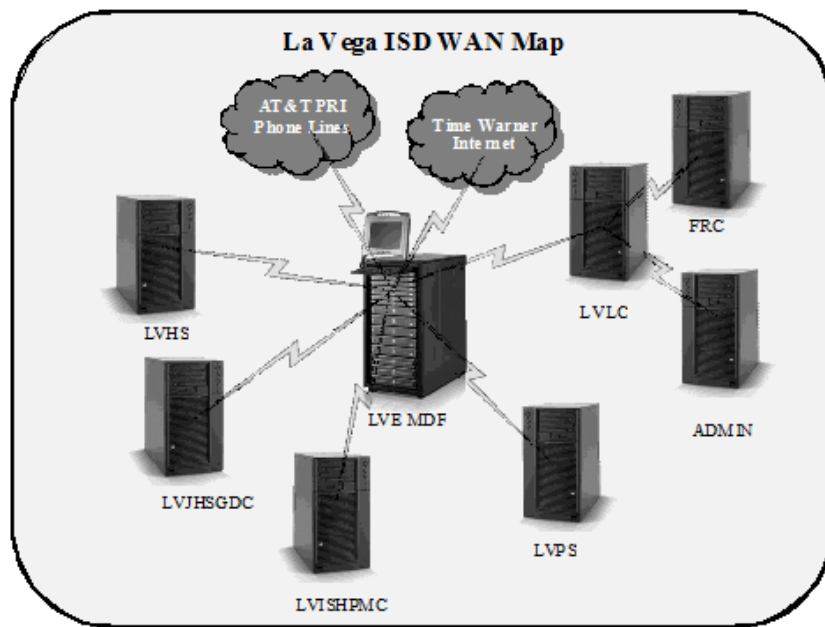 La Vega ISD WAN Map
AT&T PRI
Phone Lines
Time Warner
Internet
FRC
LVHS
LVLC
LVE MDF
ADMIN
LVJHSGDC
LVPS
LVISHPMC